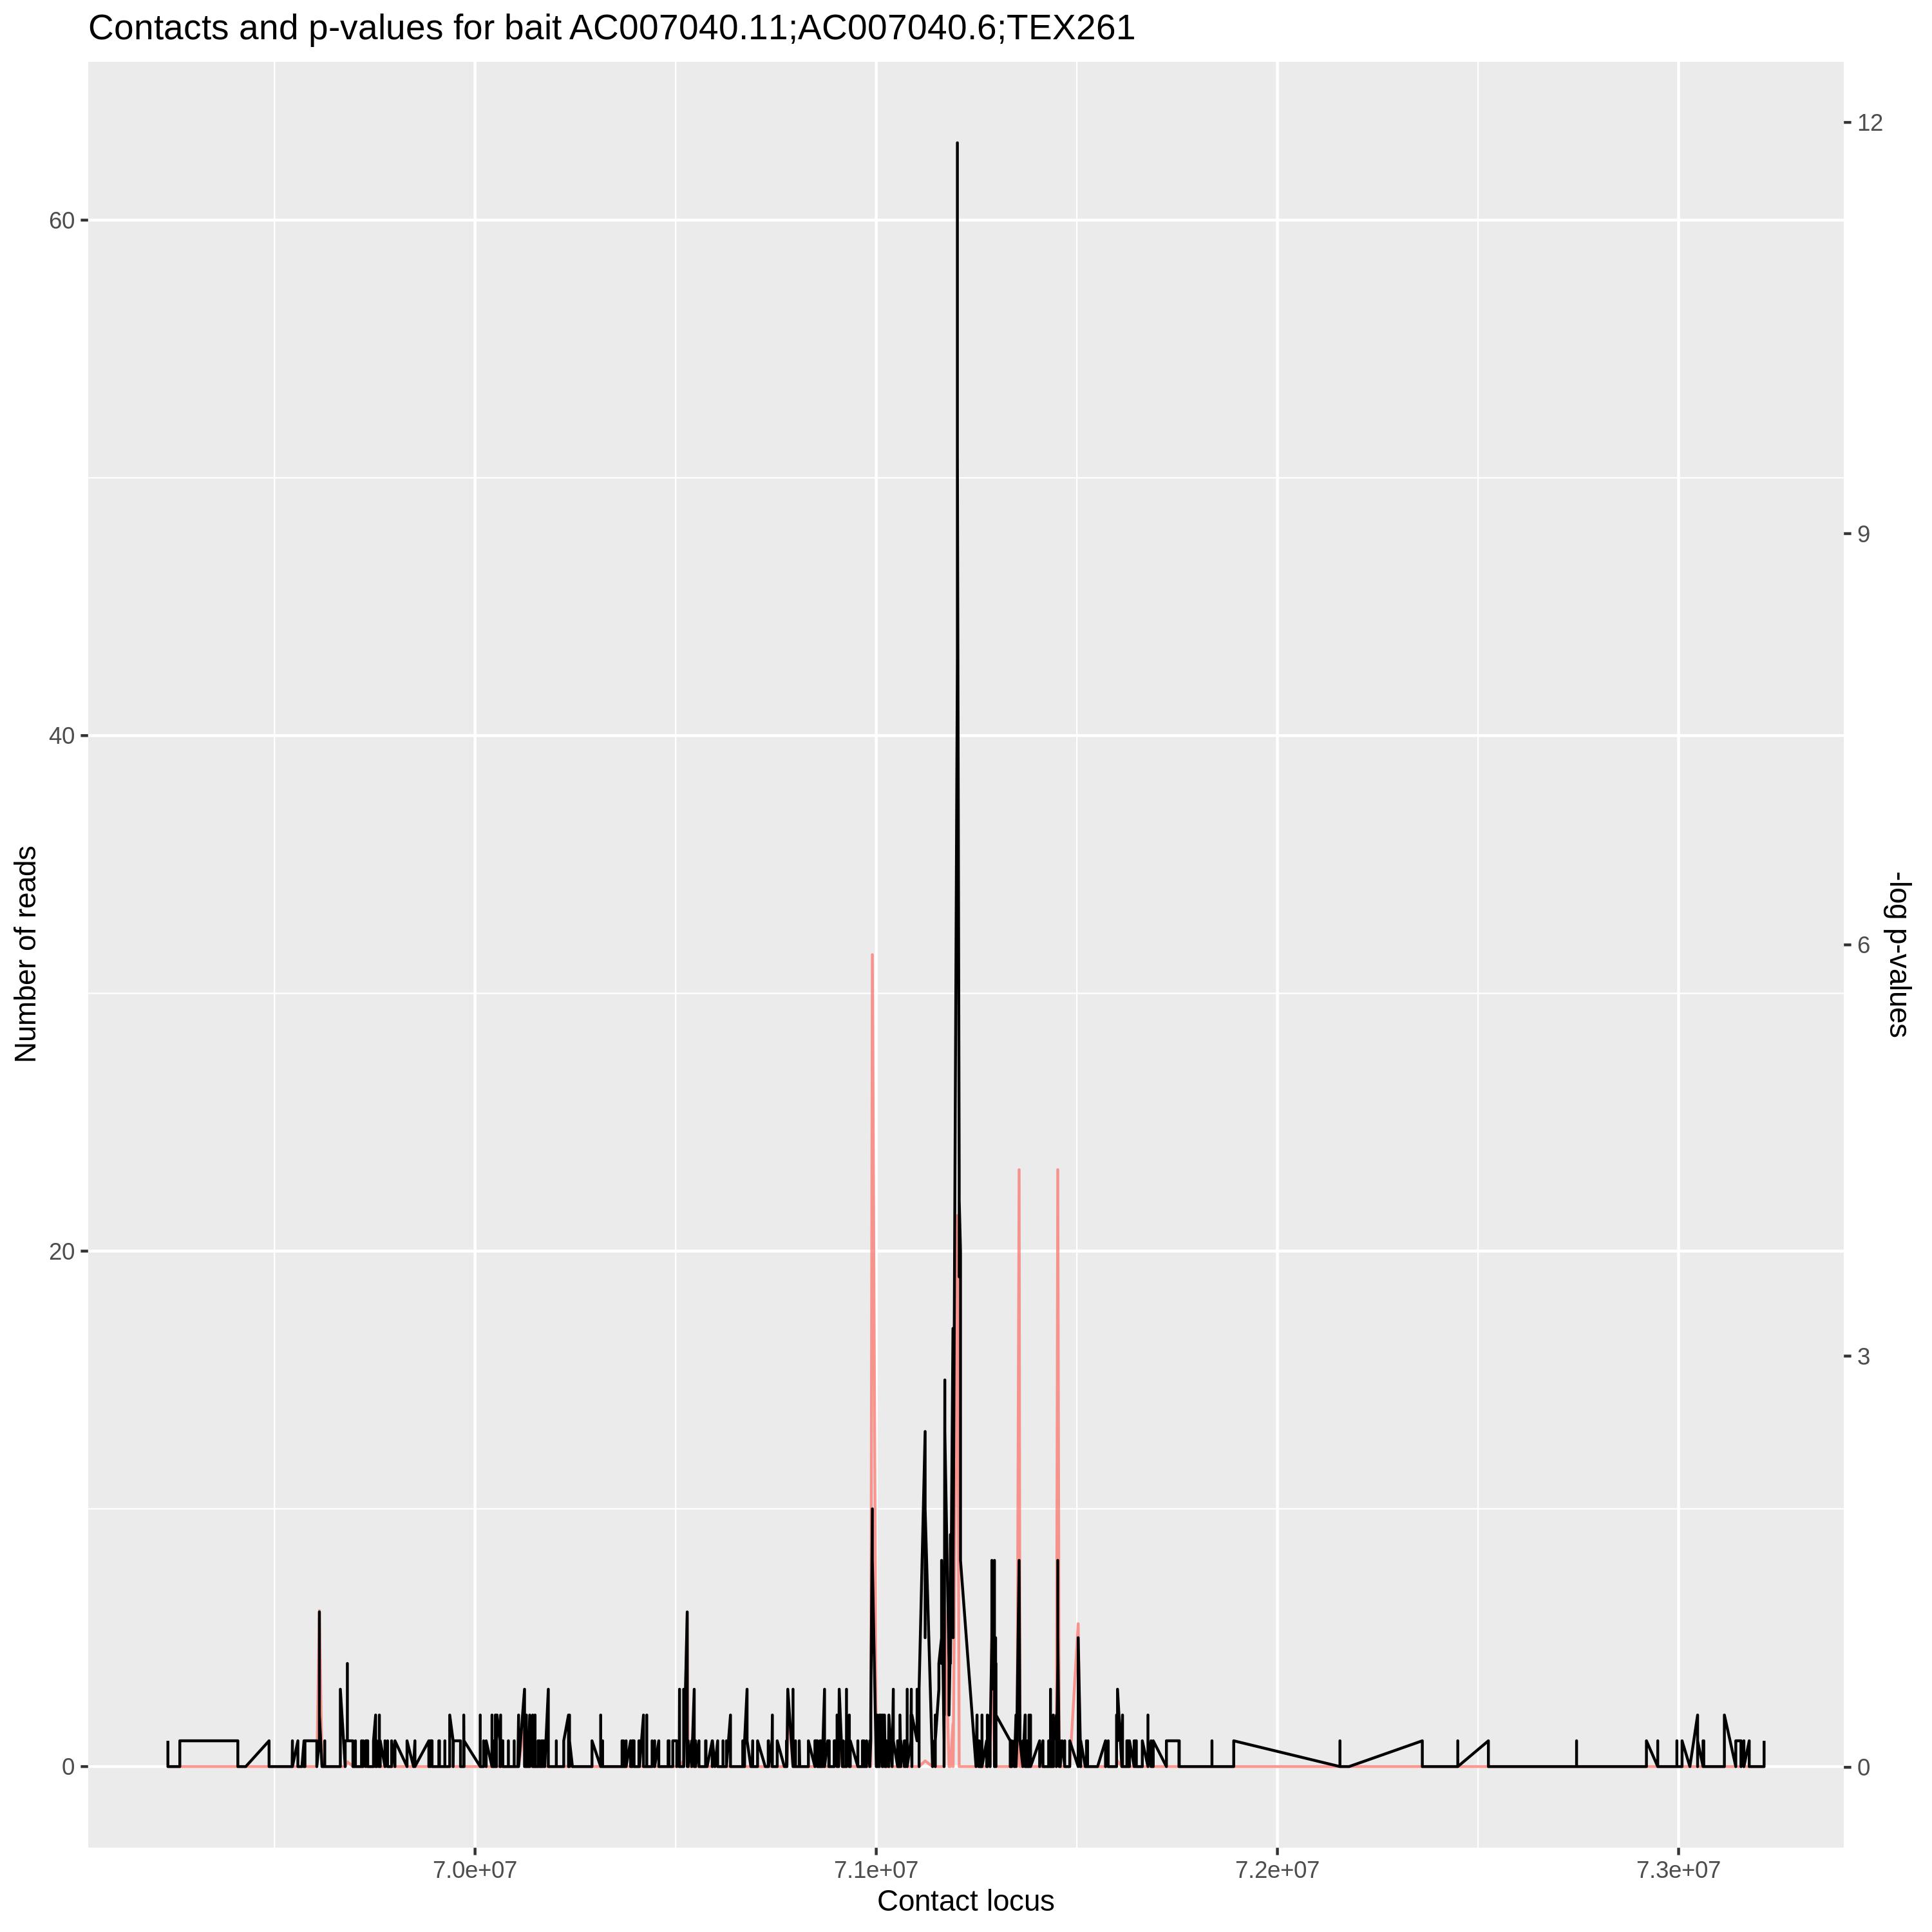 Contacts and p-values for bait AC007040.11;AC007040.6;TEX261
60
40
20
0
Number of reads
12
9
6
3
0
-log p-values
7.0e+07
7.1e+07
7.2e+07
7.3e+07
Contact locus